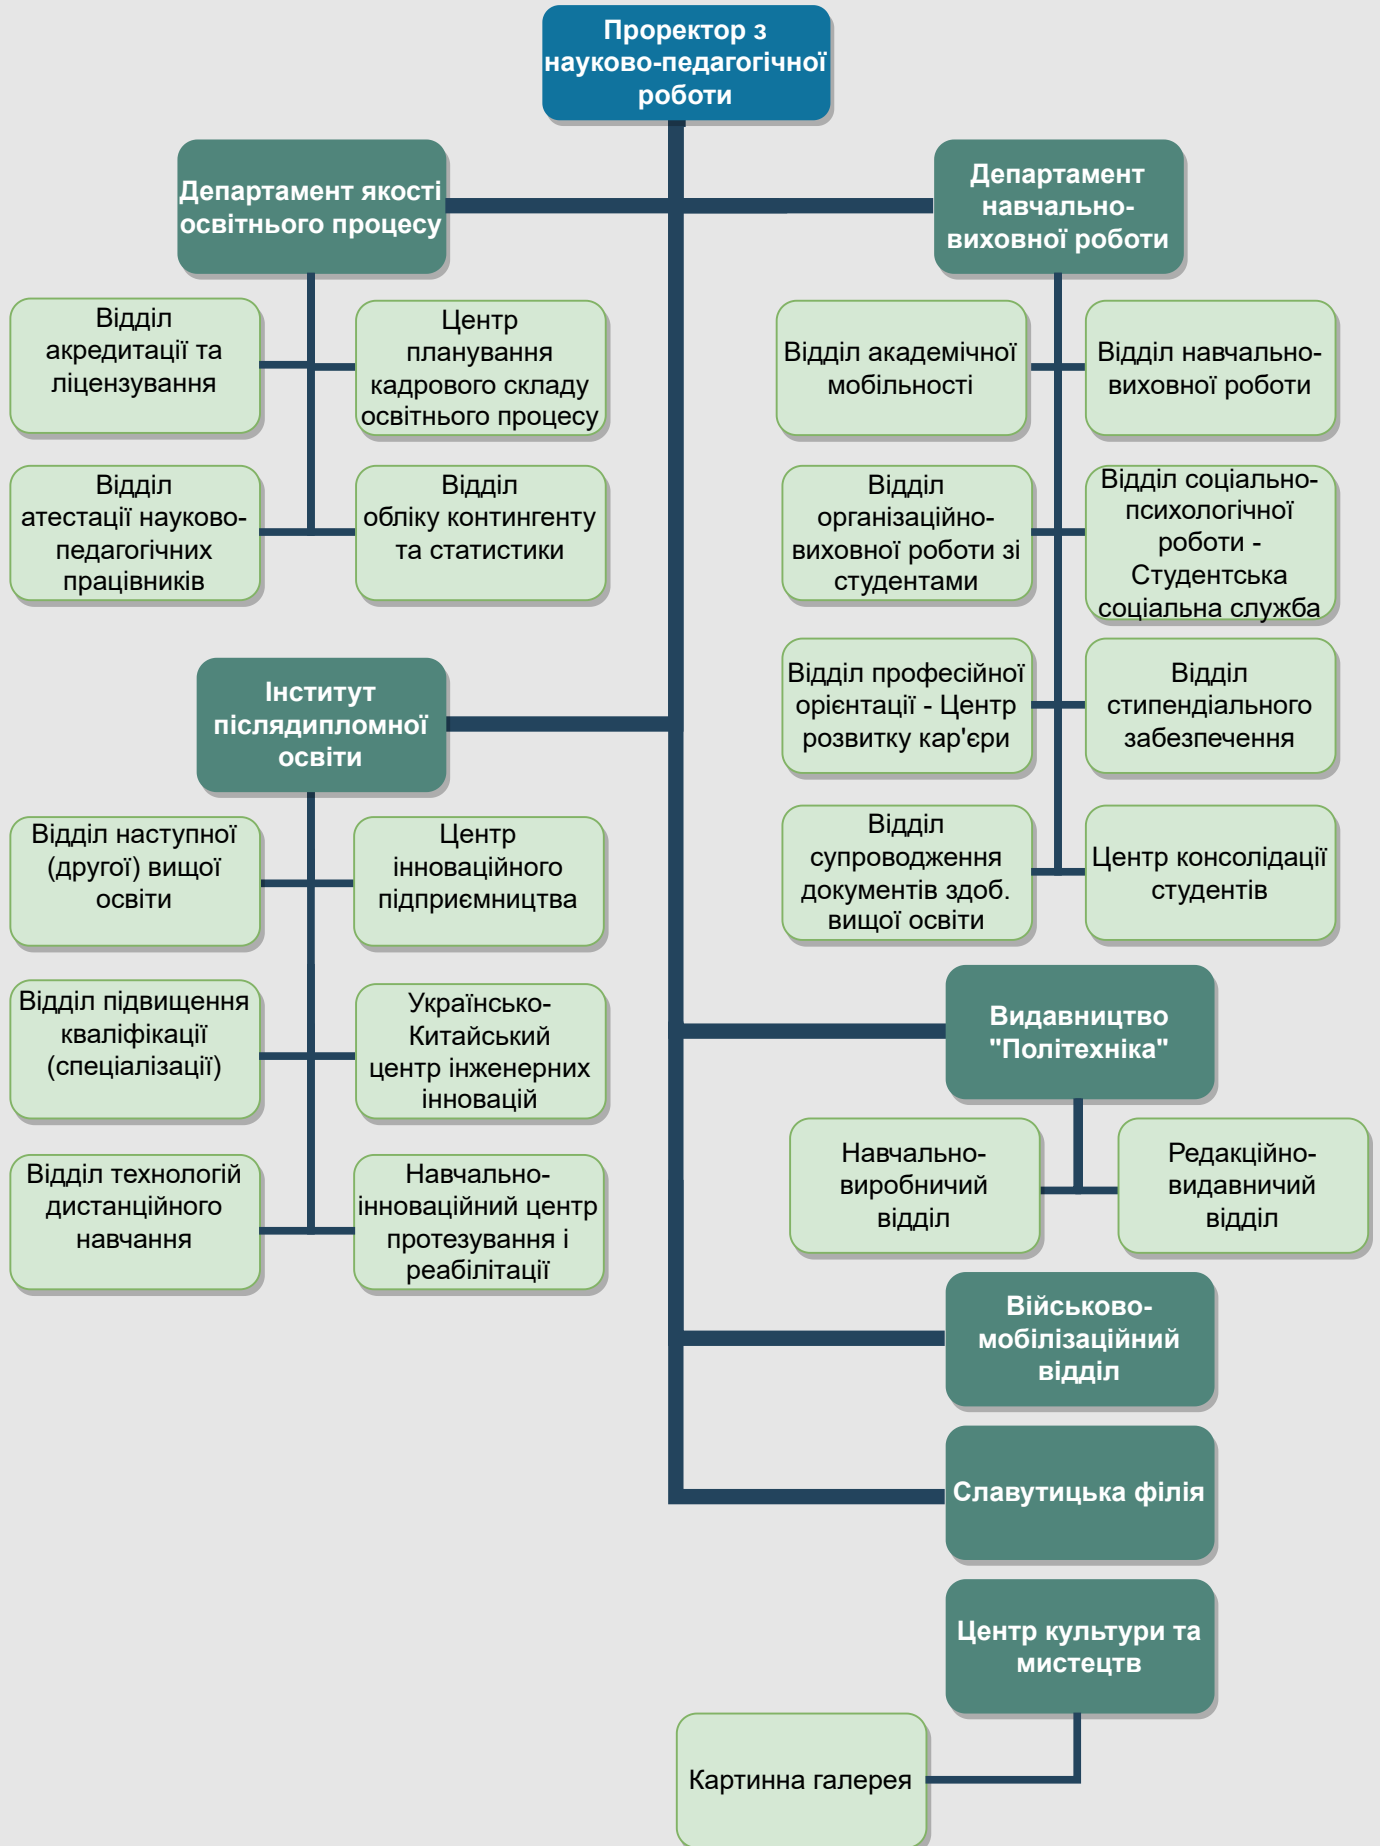 Проректор з
науково-педагогічної
роботи
Департамент якості
освітнього процесу
Департамент
навчально-
виховної роботи
Відділ
акредитації та
ліцензування
Центр
планування
кадрового складу
освітнього процесу
Відділ
атестації науково-
педагогічних
працівників
Відділ
обліку контингенту
та статистики
Відділ академічної
мобільності
Відділ навчально-
виховної роботи
Відділ
організаційно-
виховної роботи зі
студентами
Відділ соціально-
психологічної
роботи -
Студентська
соціальна служба
Відділ професійної
орієнтації - Центр
розвитку кар'єри
Відділ
стипендіального
забезпечення
Відділ
супроводження
документів здоб.
вищої освіти
Центр консолідації
студентів
Інститут
післядипломної
освіти
Відділ наступної
(другої) вищої
освіти
Центр
інноваційного
підприємництва
Відділ підвищення
кваліфікації
(спеціалізації)
Українсько-
Китайський
центр інженерних
інновацій
Відділ технологій
дистанційного
навчання
Навчально-
інноваційний центр
протезування і
реабілітації
Видавництво
"Політехніка"
Навчально-
виробничий
відділ
Редакційно-
видавничий
відділ
Військово-
мобілізаційний
відділ
Славутицька філія
Центр культури та
мистецтв
Картинна галерея